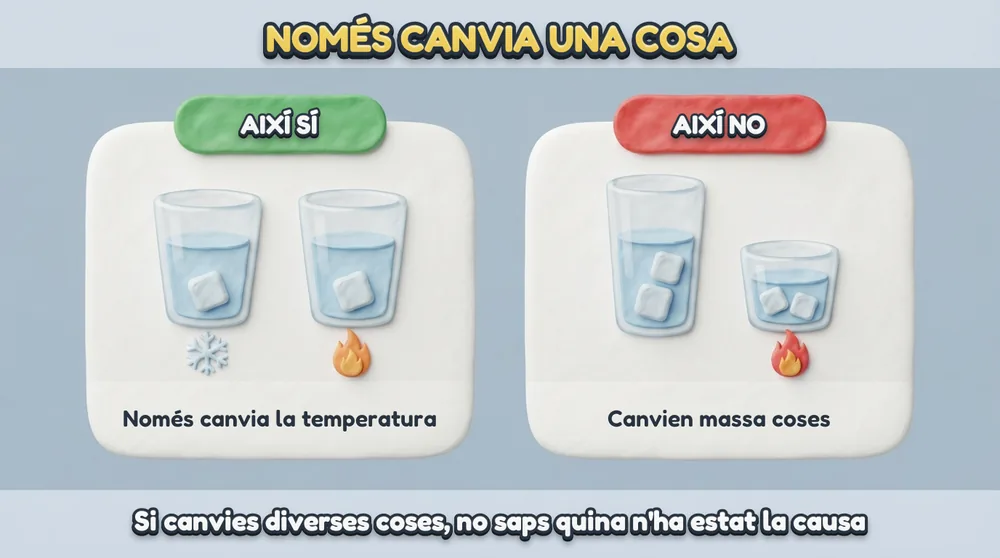 NOMÉS CANVIA UNA COSA
AIXÍ SÍ
AIXÍ NO
Només canvia la temperatura
Canvien massa coses
Si canvies diverses coses, no saps quina n'ha estat la causa